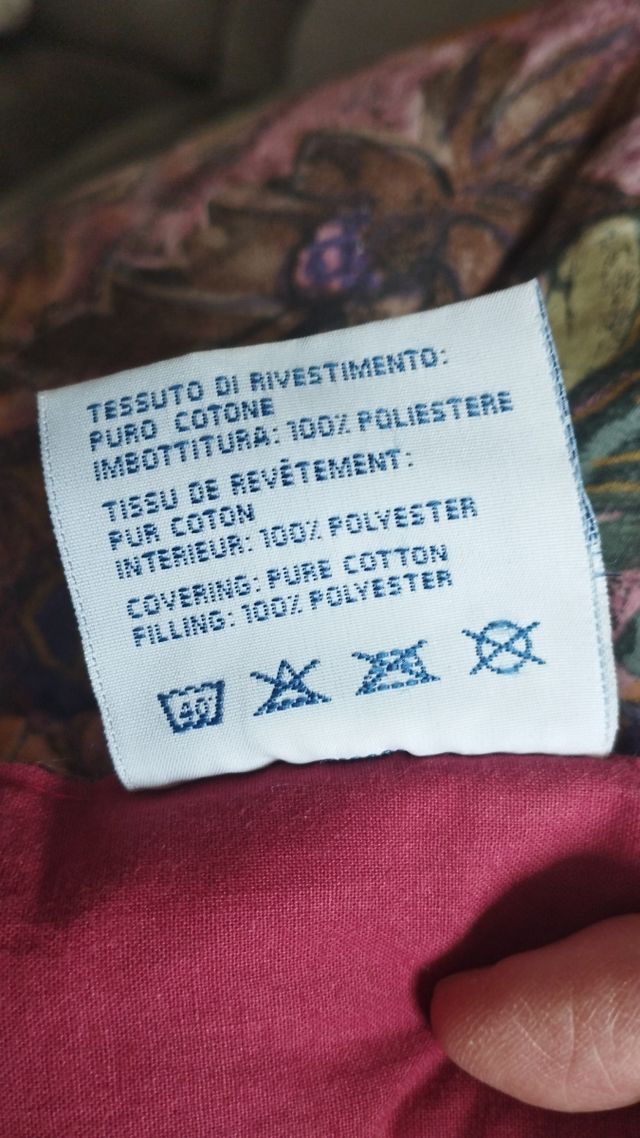 TESSUTO DI RIVESTIMENTO:
PURO COTONE
IMBOTTITURA: 100% POLIESTERE
TISSU DE REVÊTEMENT:
PUR COTON
INTERIEUR: 100% POLYESTER
COVERING: PURE COTTON
FILLING: 100% POLYESTER
40 A